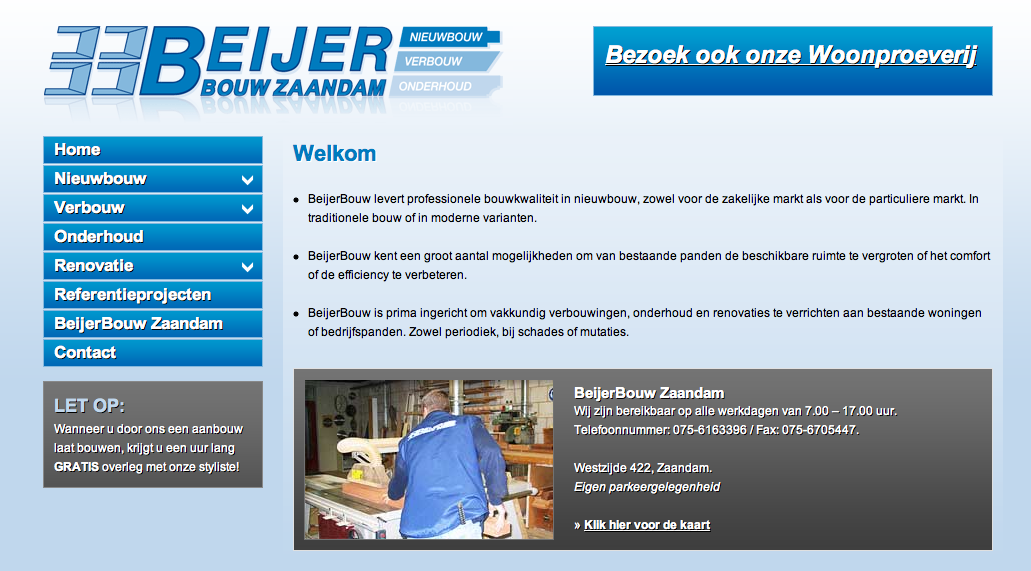 BEIJER
BOUW ZAANDAM
NIEUWBOUW
VERBOUW
ONDERHOUD
Bezoek ook onze Woonproeverij
Home
Nieuwbouw
Verbouw
Onderhoud
Renovatie
Referentieprojecten
BeijerBouw Zaandam
Contact
LET OP:
Wanneer u door ons een aanbouw
laat bouwen, krijgt u een uur lang
GRATIS overleg met onze styliste!
Welkom
• BeijerBouw levert professionele bouwkwaliteit in nieuwbouw, zowel voor de zakelijke markt als voor de particuliere markt. In
traditionele bouw of in moderne varianten.
• BeijerBouw kent een groot aantal mogelijkheden om van bestaande panden de beschikbare ruimte te vergroten of het comfort
of de efficiency te verbeteren.
• BeijerBouw is prima ingericht om vakkundig verbouwingen, onderhoud en renovaties te verrichten aan bestaande woningen
of bedrijfspanden. Zowel periodiek, bij schades of mutaties.
BeijerBouw Zaandam
Wij zijn bereikbaar op alle werkdagen van 7.00 – 17.00 uur.
Telefoonnummer: 075-6163396 / Fax: 075-6705447.
Westzijde 422, Zaandam.
Eigen parkeergelegenheid
» Klik hier voor de kaart